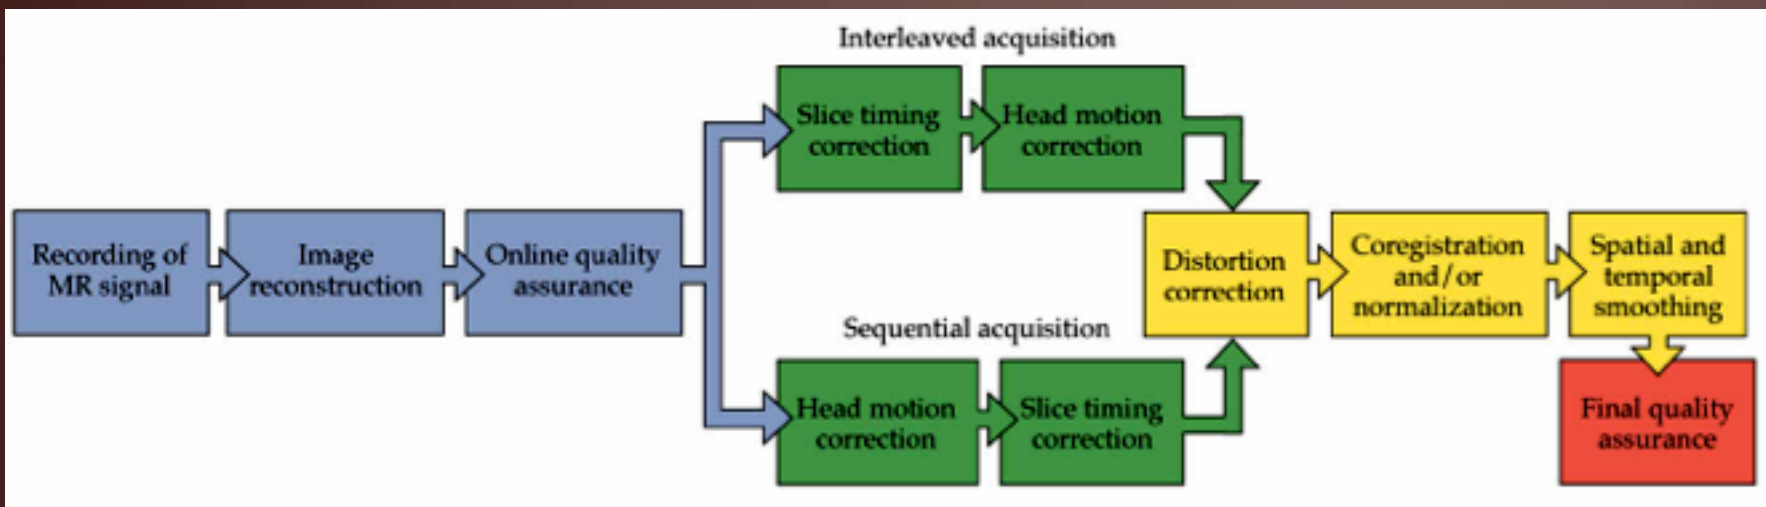 Interleaved acquisition
Slice timing
correction
Head motion
correction
Recording of
MR signal
Image
reconstruction
Online quality
assurance
Sequential acquisition
Head motion
correction
Slice timing
correction
Distortion
correction
Coregistration
and/or
normalization
Spatial and
temporal
smoothing
Final quality
assurance